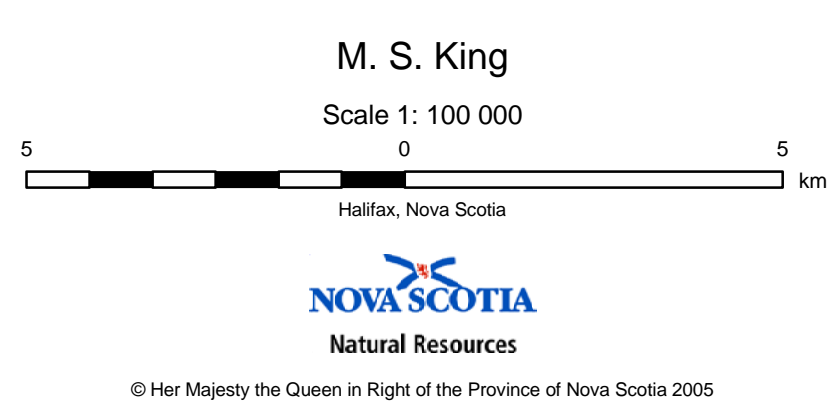 M. S. King
Scale 1: 100 000
5 0 5
km
Halifax, Nova Scotia
NOVA SCOTIA
Natural Resources
© Her Majesty the Queen in Right of the Province of Nova Scotia 2005